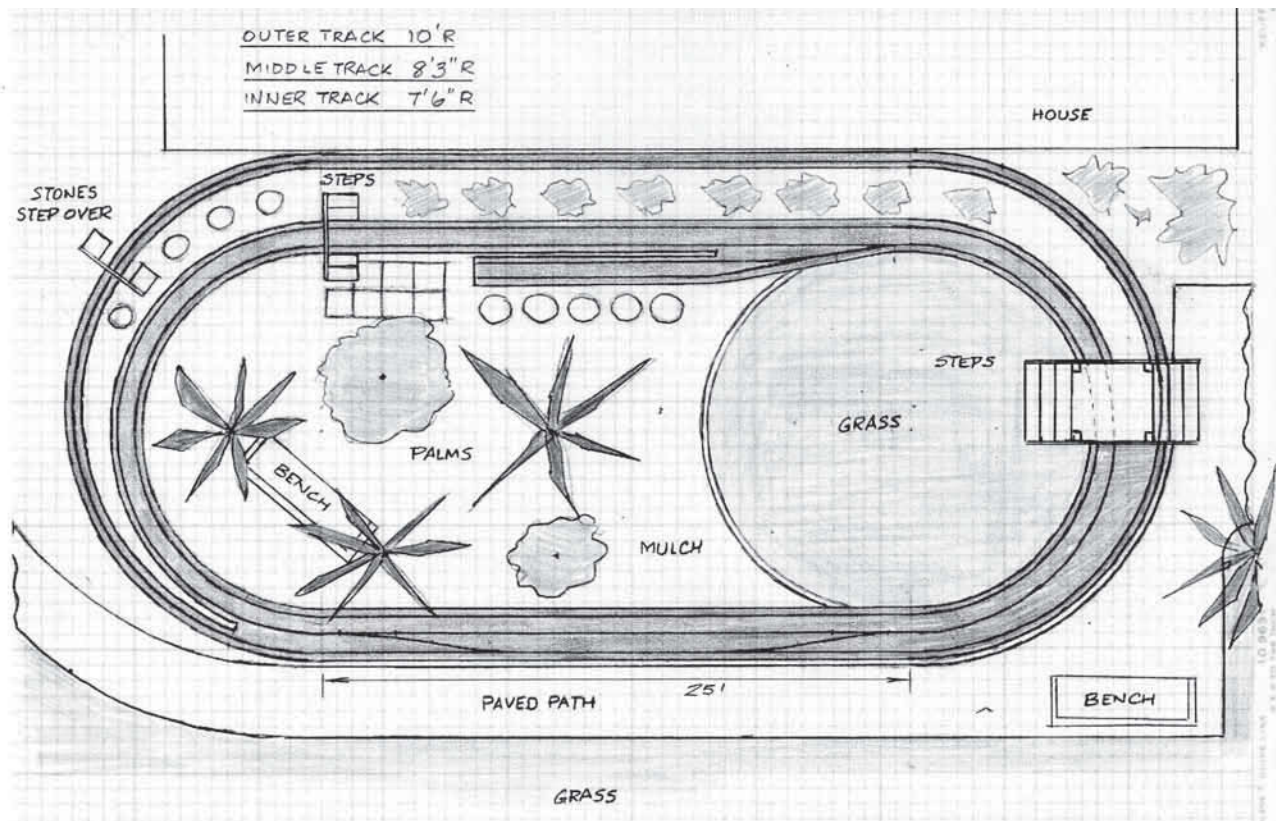 OUTER TRACK 10'R
MIDDLE TRACK 8'3"R
INNER TRACK 7'6"R
HOUSE
STONES
STEP OVER
STEPS
STEPS
GRASS
PALMS
BENCH
MULCH
25'
PAVED PATH
BENCH
GRASS